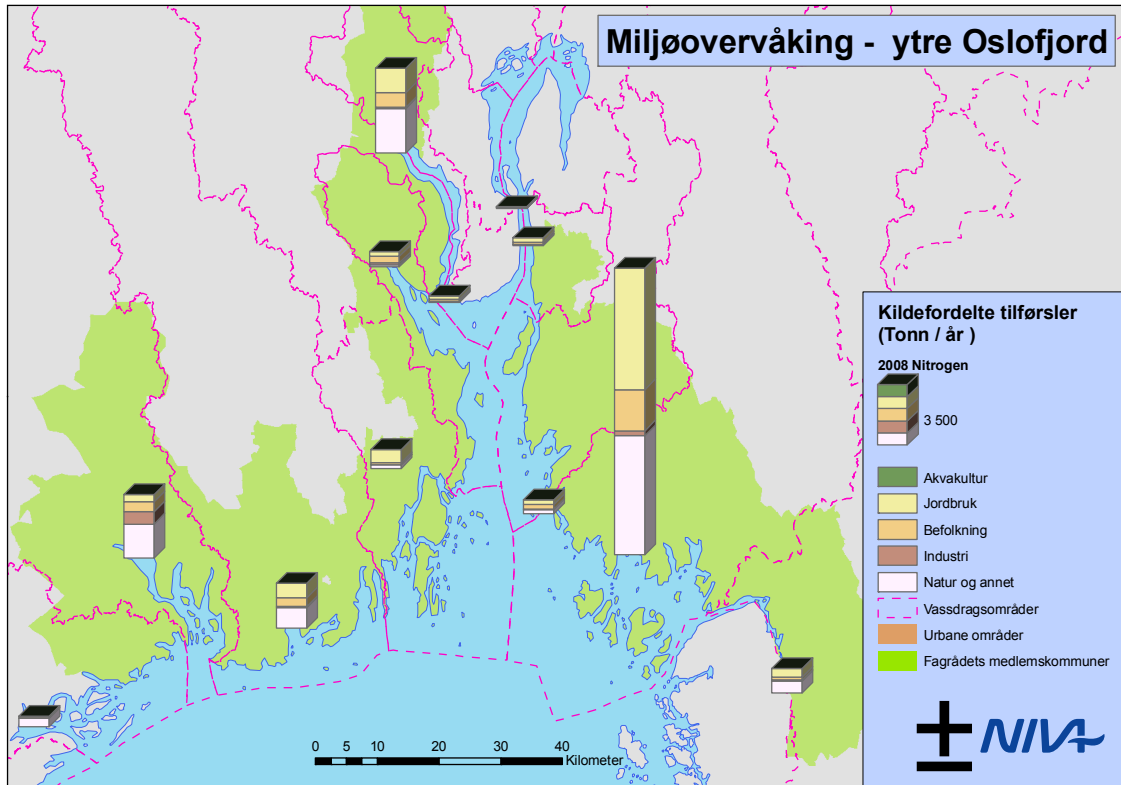 Miljøovervåking - ytre Oslofjord
Kildefordelte tilførsler
(Tonn / år )
2008 Nitrogen
3 500
Akvakultur
Jordbruk
Befolkning
Industri
Natur og annet
Vassdragsområder
Urbane områder
Fagrådets medlemskommuner
0 5 10 20 30 40
Kilometer
NIVA